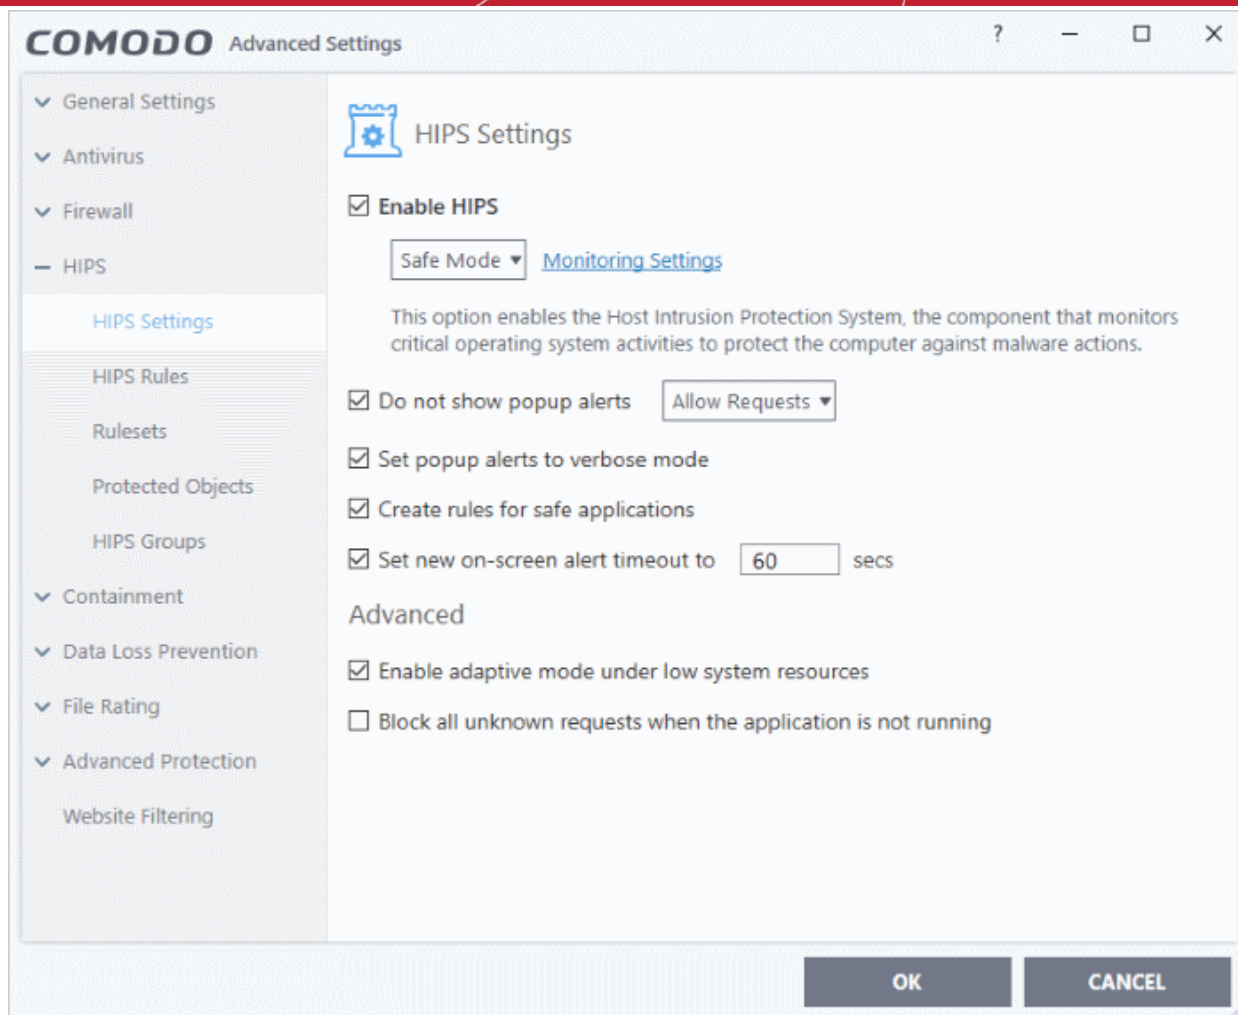 COMODO Advanced Settings ?
General Settings
Antivirus
Firewall
HIPS
HIPS Settings
HIPS Rules
Rulesets
Protected Objects
HIPS Groups
Containment
Data Loss Prevention
File Rating
Advanced Protection
Website Filtering
HIPS Settings
Enable HIPS
Safe Mode Monitoring Settings
This option enables the Host Intrusion Protection System, the component that monitors
critical operating system activities to protect the computer against malware actions.
Do not show popup alerts Allow Requests
Set popup alerts to verbose mode
Create rules for safe applications
Set new on-screen alert timeout to 60 secs
Advanced
Enable adaptive mode under low system resources
Block all unknown requests when the application is not running
OK CANCEL